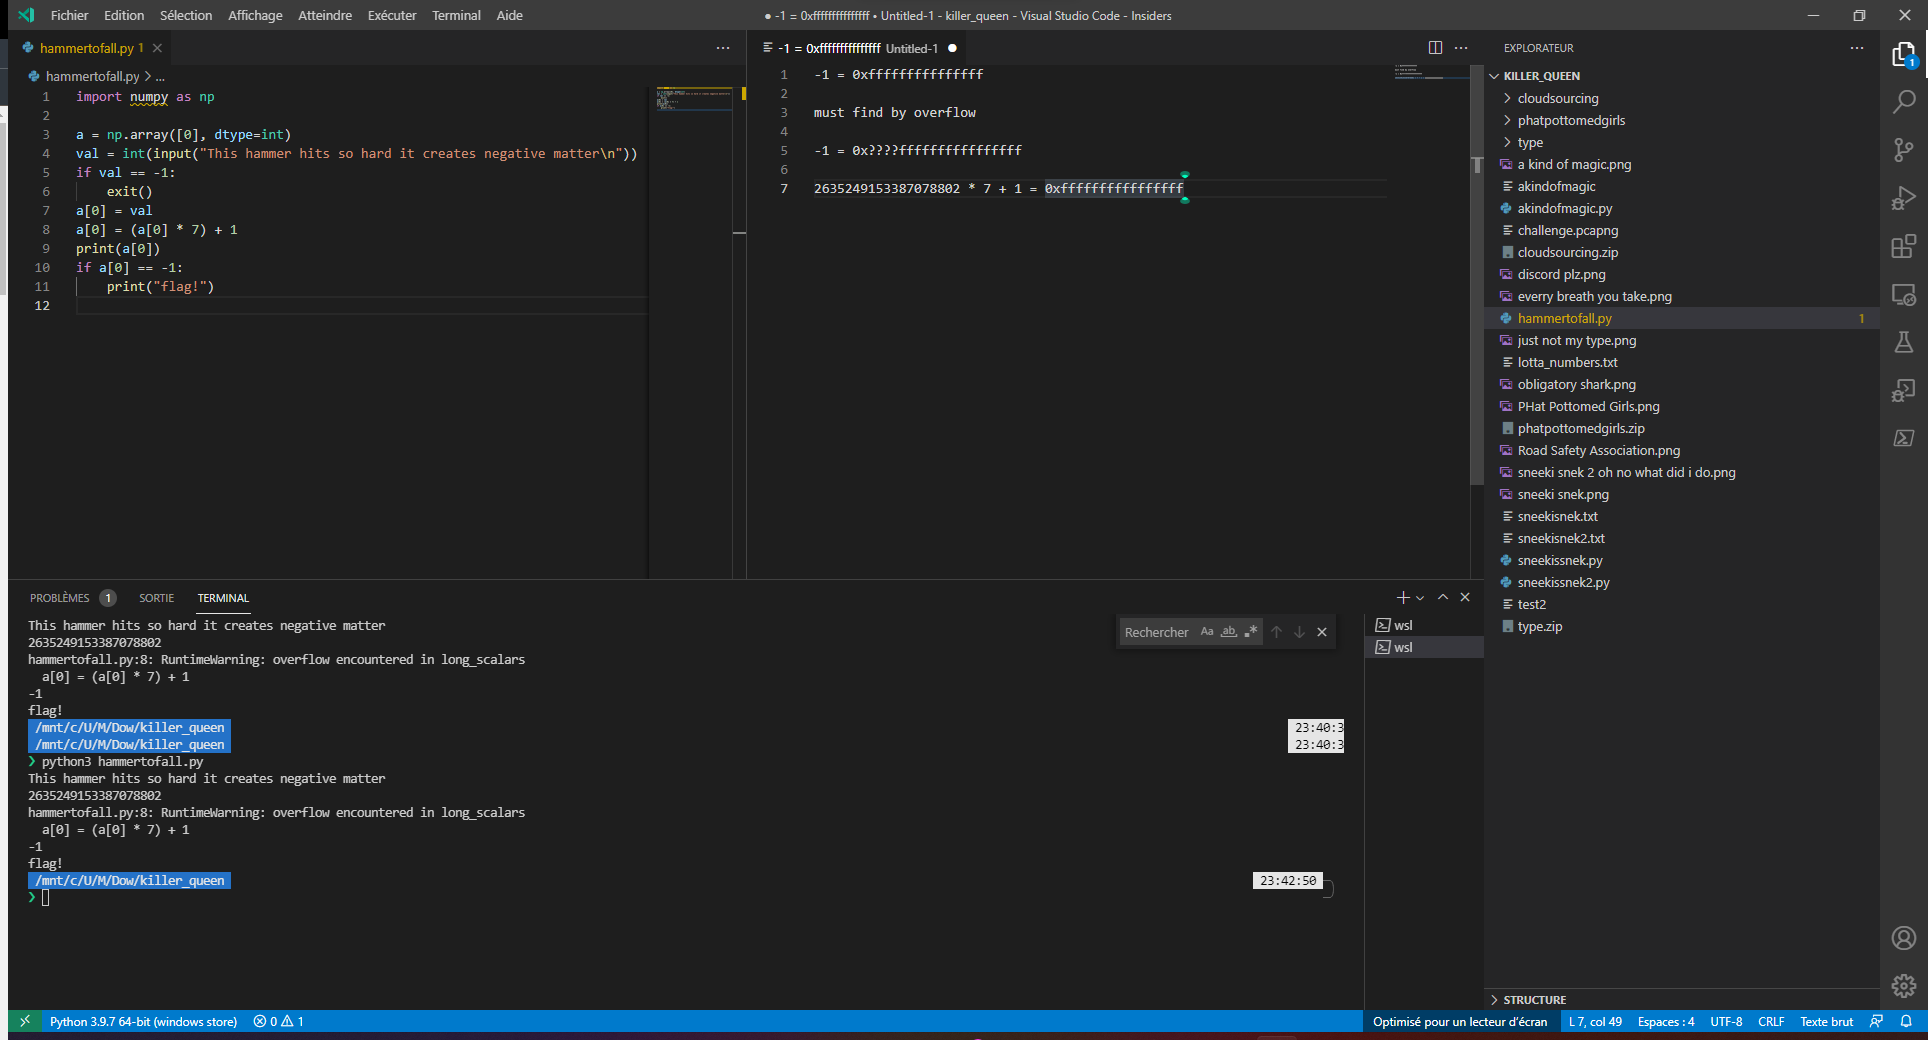 Fichier Edition Sélection Affichage Atteindre Exécuter Terminal Aide
● -1 = 0xfffffffffffffff • Untitled-1 - killer_queen - Visual Studio Code - Insiders
hammertofall.py 1
hammertofall.py > ...
1 import numpy as np
2
3 a = np.array([0], dtype=int)
4 val = int(input("This hammer hits so hard it creates negative matter\n"))
5 if val == -1:
6 exit()
7 a[0] = val
8 a[0] = (a[0] * 7) + 1
9 print(a[0])
10 if a[0] == -1:
11 print("flag!")
12
-1 = 0xfffffffffffffff Untitled-1
1 -1 = 0xfffffffffffffff
2
3 must find by overflow
4
5 -1 = 0x????ffffffffffffffff
6
7 2635249153387078802 * 7 + 1 = 0xffffffffffffffff
EXPLORATEUR
KILLER_QUEEN
cloudsourcing
phatpottomedgirls
type
a kind of magic.png
akindofmagic
akindofmagic.py
challenge.pcapng
cloudsourcing.zip
discord plz.png
everry breath you take.png
hammertofall.py 1
just not my type.png
lotta_numbers.txt
obligatory shark.png
PHat Pottomed Girls.png
phatpottomedgirls.zip
Road Safety Association.png
sneeki snek 2 oh no what did i do.png
sneeki snek.png
sneekisnek.txt
sneekisnek2.txt
sneekissnek.py
sneekissnek2.py
test2
type.zip
STRUCTURE
1
PROBLÈMES 1 SORTIE TERMINAL
Rechercher Aa ab .*
wsl
wsl
This hammer hits so hard it creates negative matter
2635249153387078802
hammertofall.py:8: RuntimeWarning: overflow encountered in long_scalars
a[0] = (a[0] * 7) + 1
-1
flag!
/mnt/c/U/M/Dow/killer_queen 23:40:3
/mnt/c/U/M/Dow/killer_queen 23:40:3
❯ python3 hammertofall.py
This hammer hits so hard it creates negative matter
2635249153387078802
hammertofall.py:8: RuntimeWarning: overflow encountered in long_scalars
a[0] = (a[0] * 7) + 1
-1
flag!
/mnt/c/U/M/Dow/killer_queen 23:42:50
❯
Python 3.9.7 64-bit (windows store) 0 1
Optimisé pour un lecteur d'écran L 7, col 49 Espaces : 4 UTF-8 CRLF Texte brut